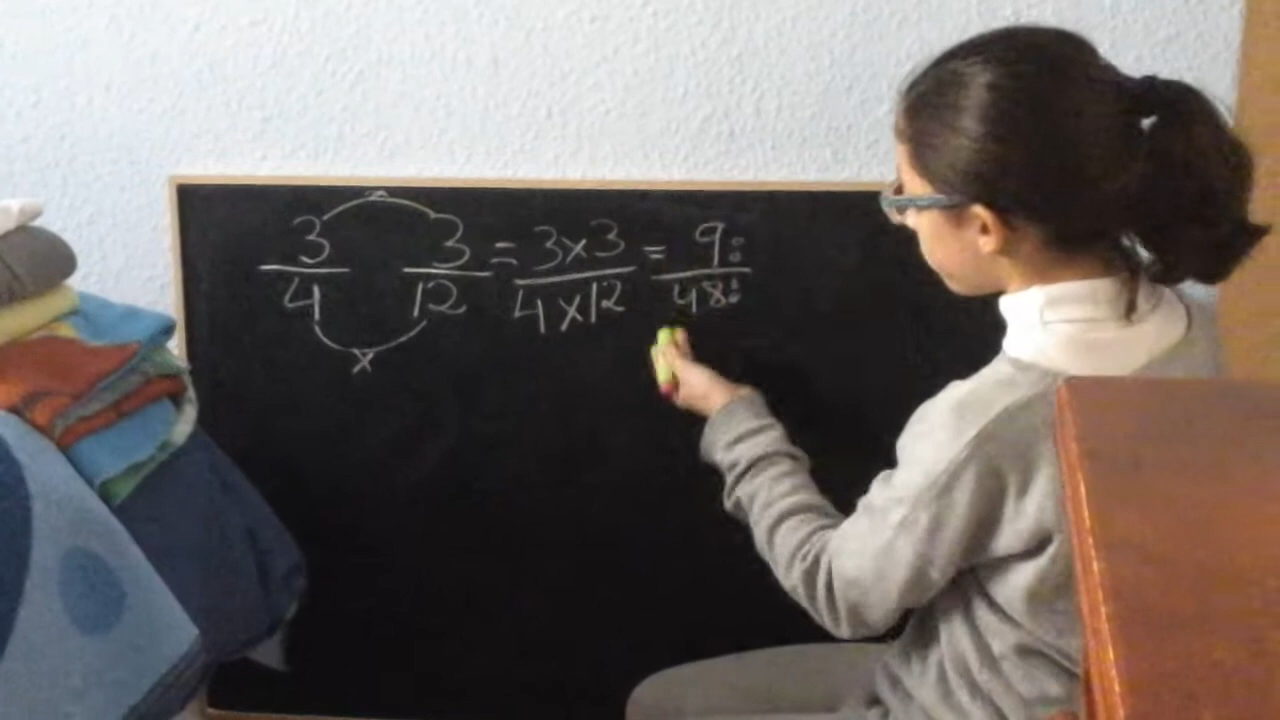 3/4 x 3/12 = 3x3/4x12 = 9:/48:
x